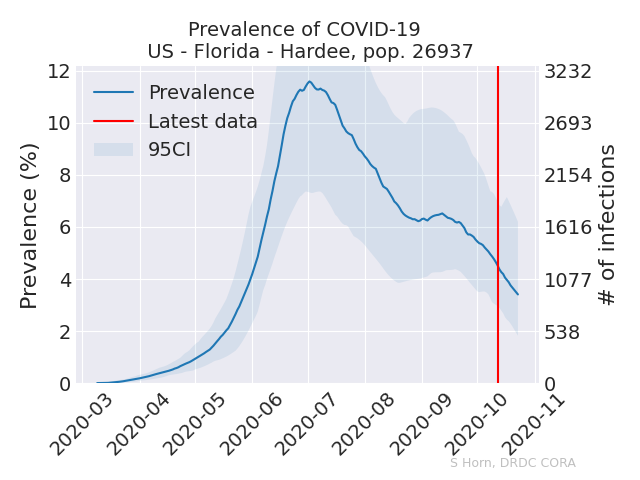 Prevalence of COVID-19
US - Florida - Hardee, pop. 26937
Prevalence
Latest data
95CI
Prevalence (%)
12
10
8
6
4
2
0
3232
2693
2154
1616
1077
538
0
# of infections
2020-03
2020-04
2020-05
2020-06
2020-07
2020-08
2020-09
2020-10
2020-11
S Horn, DRDC CORA